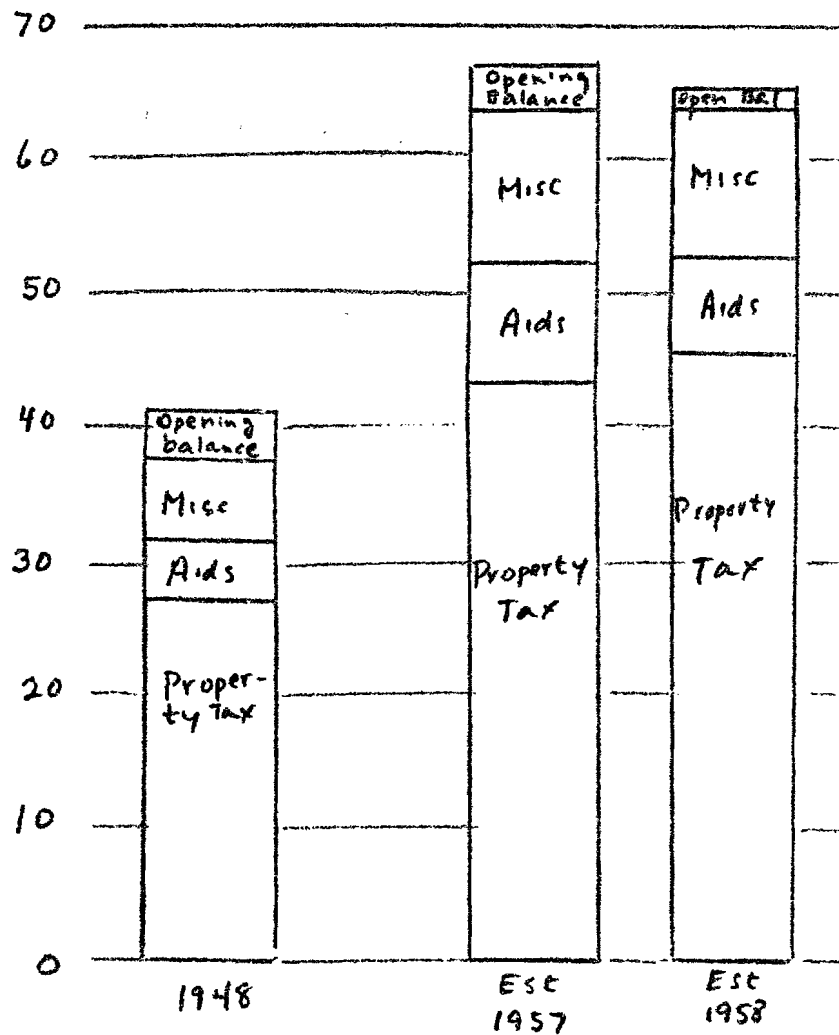 70
60
50
40
30
20
10
0
Opening
balance
Misc
Aids
Proper-
ty Tax
1948
Opening
Balance
Misc
Aids
Property
Tax
Est
1957
Open Bal
Misc
Aids
Property
Tax
Est
1958